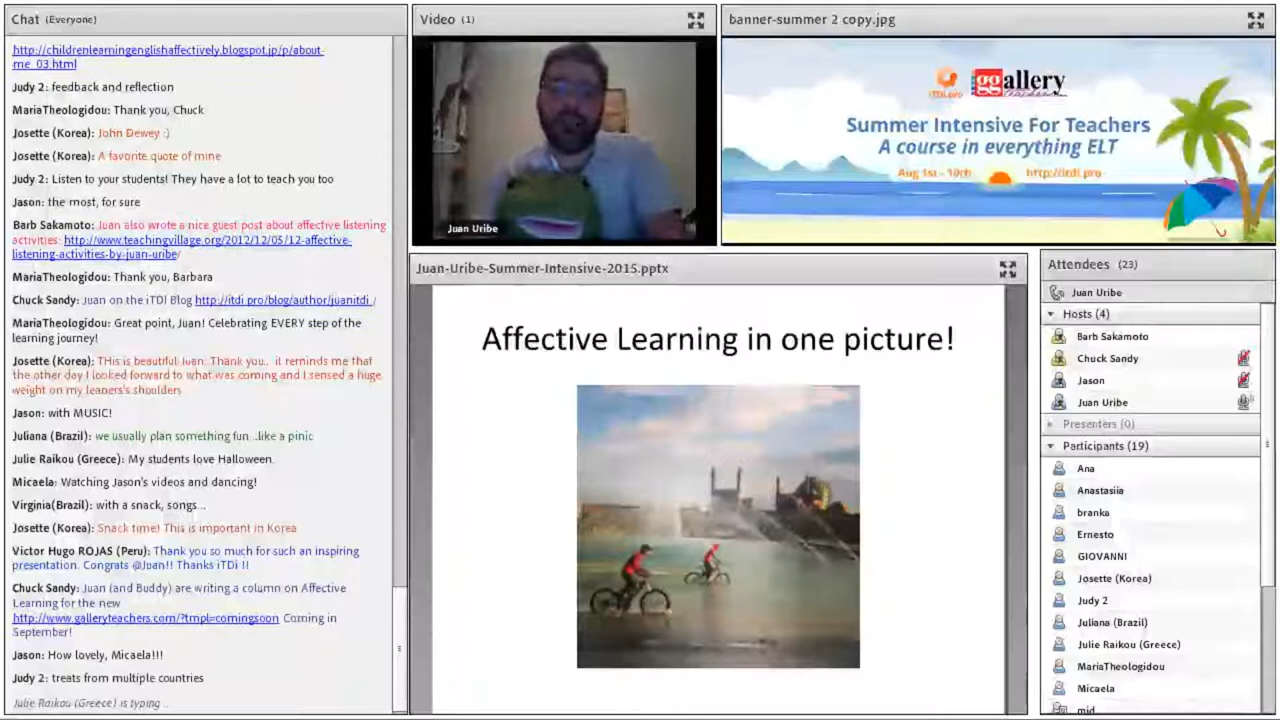 Chat (Everyone)
http://childrenlearningenglishaffectively.blogspot.jp/p/about-
me_03.html
Judy 2: feedback and reflection
MariaTheologidou: Thank you, Chuck
Josette (Korea): John Dewey :)
Josette (Korea): A favorite quote of mine
Judy 2: Listen to your students! They have a lot to teach you too
Jason: the most, for sure
Barb Sakamoto: Juan also wrote a nice guest post about affective listening
activities: http://www.teachingvillage.org/2012/12/05/12-affective-
listening-activities-by-juan-uribe/
MariaTheologidou: Thank you, Barbara
Chuck Sandy: Juan on the iTDi Blog http://itdi.pro/blog/author/juanitdi /
MariaTheologidou: Great point, Juan! Celebrating EVERY step of the
learning journey!
Josette (Korea): THis is beautiful Juan. Thank you.. it reminds me that
the other day I looked forward to what was coming and I sensed a huge
weight on my leaners's shoulders
Jason: with MUSIC!
Juliana (Brazil): we usually plan something fun...like a pinic
Julie Raikou (Greece): My students love Halloween.
Micaela: Watching Jason's videos and dancing!
Virginia(Brazil): with a snack, songs...
Josette (Korea): Snack time! This is important in Korea
Victor Hugo ROJAS (Peru): Thank you so much for such an inspiring
presentation. Congrats @Juan!! Thanks iTDi !!
Chuck Sandy: Juan (and Buddy) are writing a column on Affective
Learning for the new
http://www.galleryteachers.com/?tmpl=comingsoon Coming in
September!
Jason: How lovely, Micaela!!!
Judy 2: treats from multiple countries
Julie Raikou (Greece) is typing...
Video (1)
Juan Uribe
banner-summer 2 copy.jpg
iTDi.pro ggallery
teachers
Summer Intensive For Teachers
A course in everything ELT
Aug 1st - 10th http://itdi.pro
Juan-Uribe-Summer-Intensive-2015.pptx
Affective Learning in one picture!
Attendees (23)
Juan Uribe
Hosts (4)
Barb Sakamoto
Chuck Sandy
Jason
Juan Uribe
Presenters (0)
Participants (19)
Ana
Anastasiia
branka
Ernesto
GIOVANNI
Josette (Korea)
Judy 2
Juliana (Brazil)
Julie Raikou (Greece)
MariaTheologidou
Micaela
mid